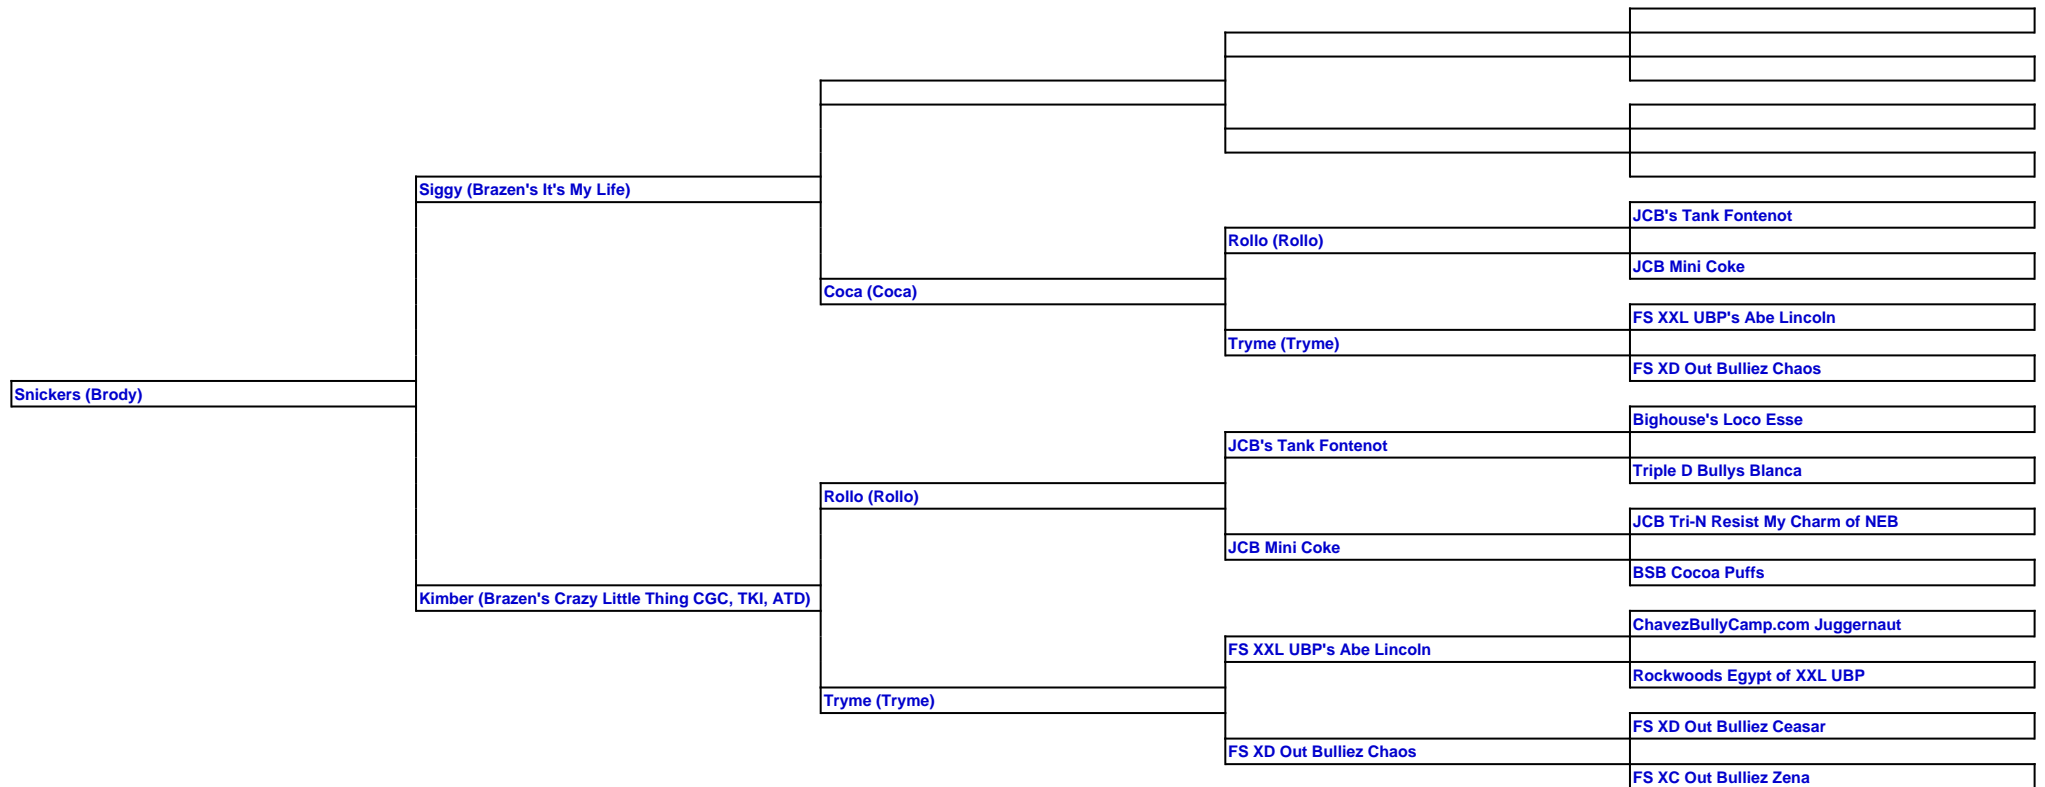 Siggy (Brazen's It's My Life)
JCB's Tank Fontenot
Rollo (Rollo)
JCB Mini Coke
Coca (Coca)
FS XXL UBP's Abe Lincoln
Tryme (Tryme)
FS XD Out Bulliez Chaos
Snickers (Brody)
Bighouse's Loco Esse
JCB's Tank Fontenot
Triple D Bullys Blanca
Rollo (Rollo)
JCB Tri-N Resist My Charm of NEB
JCB Mini Coke
BSB Cocoa Puffs
Kimber (Brazen's Crazy Little Thing CGC, TKI, ATD)
ChavezBullyCamp.com Juggernaut
FS XXL UBP's Abe Lincoln
Rockwoods Egypt of XXL UBP
Tryme (Tryme)
FS XD Out Bulliez Ceasar
FS XD Out Bulliez Chaos
FS XC Out Bulliez Zena